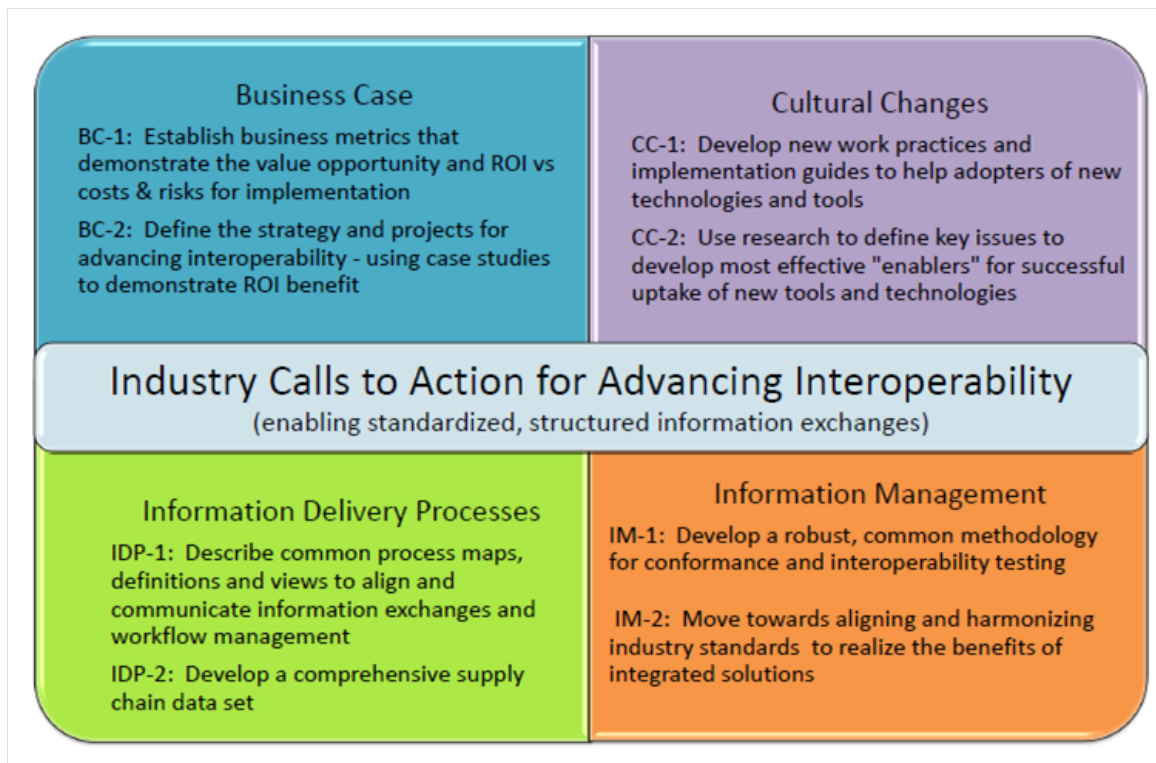 Business Case
BC-1: Establish business metrics that
demonstrate the value opportunity and ROI vs
costs & risks for implementation
BC-2: Define the strategy and projects for
advancing interoperability - using case studies
to demonstrate ROI benefit
Cultural Changes
CC-1: Develop new work practices and
implementation guides to help adopters of new
technologies and tools
CC-2: Use research to define key issues to
develop most effective "enablers" for successful
uptake of new tools and technologies
Industry Calls to Action for Advancing Interoperability
(enabling standardized, structured information exchanges)
Information Delivery Processes
IDP-1: Describe common process maps,
definitions and views to align and
communicate information exchanges and
workflow management
IDP-2: Develop a comprehensive supply
chain data set
Information Management
IM-1: Develop a robust, common methodology
for conformance and interoperability testing
IM-2: Move towards aligning and harmonizing
industry standards to realize the benefits of
integrated solutions